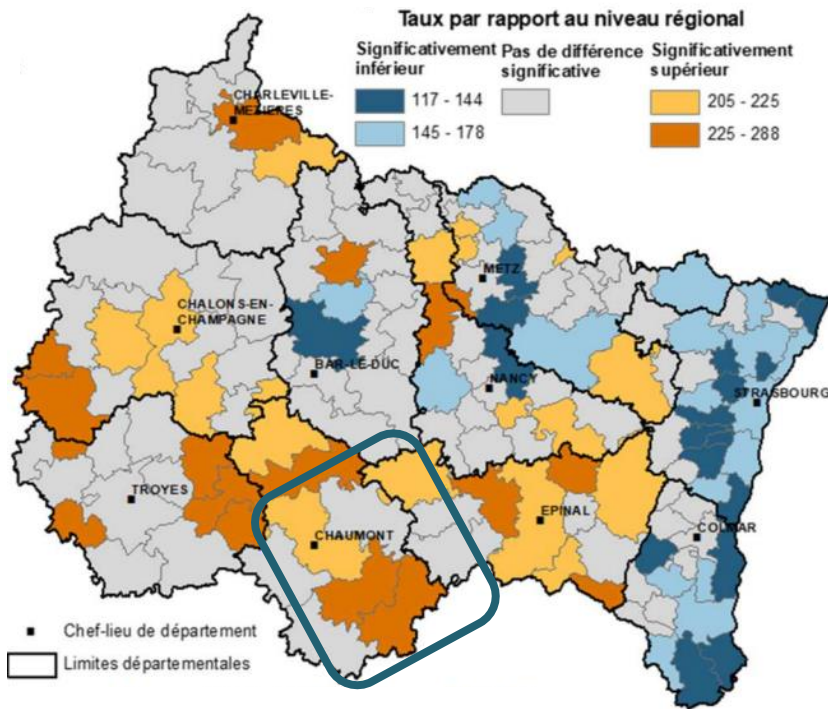 Taux par rapport au niveau régional
Significativement
inférieur
117 - 144
145 - 178
Pas de différence
significative
Significativement
supérieur
205 - 225
225 - 288
CHARLEVILLE-
MEZIERES
METZ
CHALONS-EN-
CHAMPAGNE
BAR-LE-DUC
NANCY
STRASBOURG
TROYES
EPINAL
CHAUMONT
COLMAR
Chef-lieu de département
Limites départementales